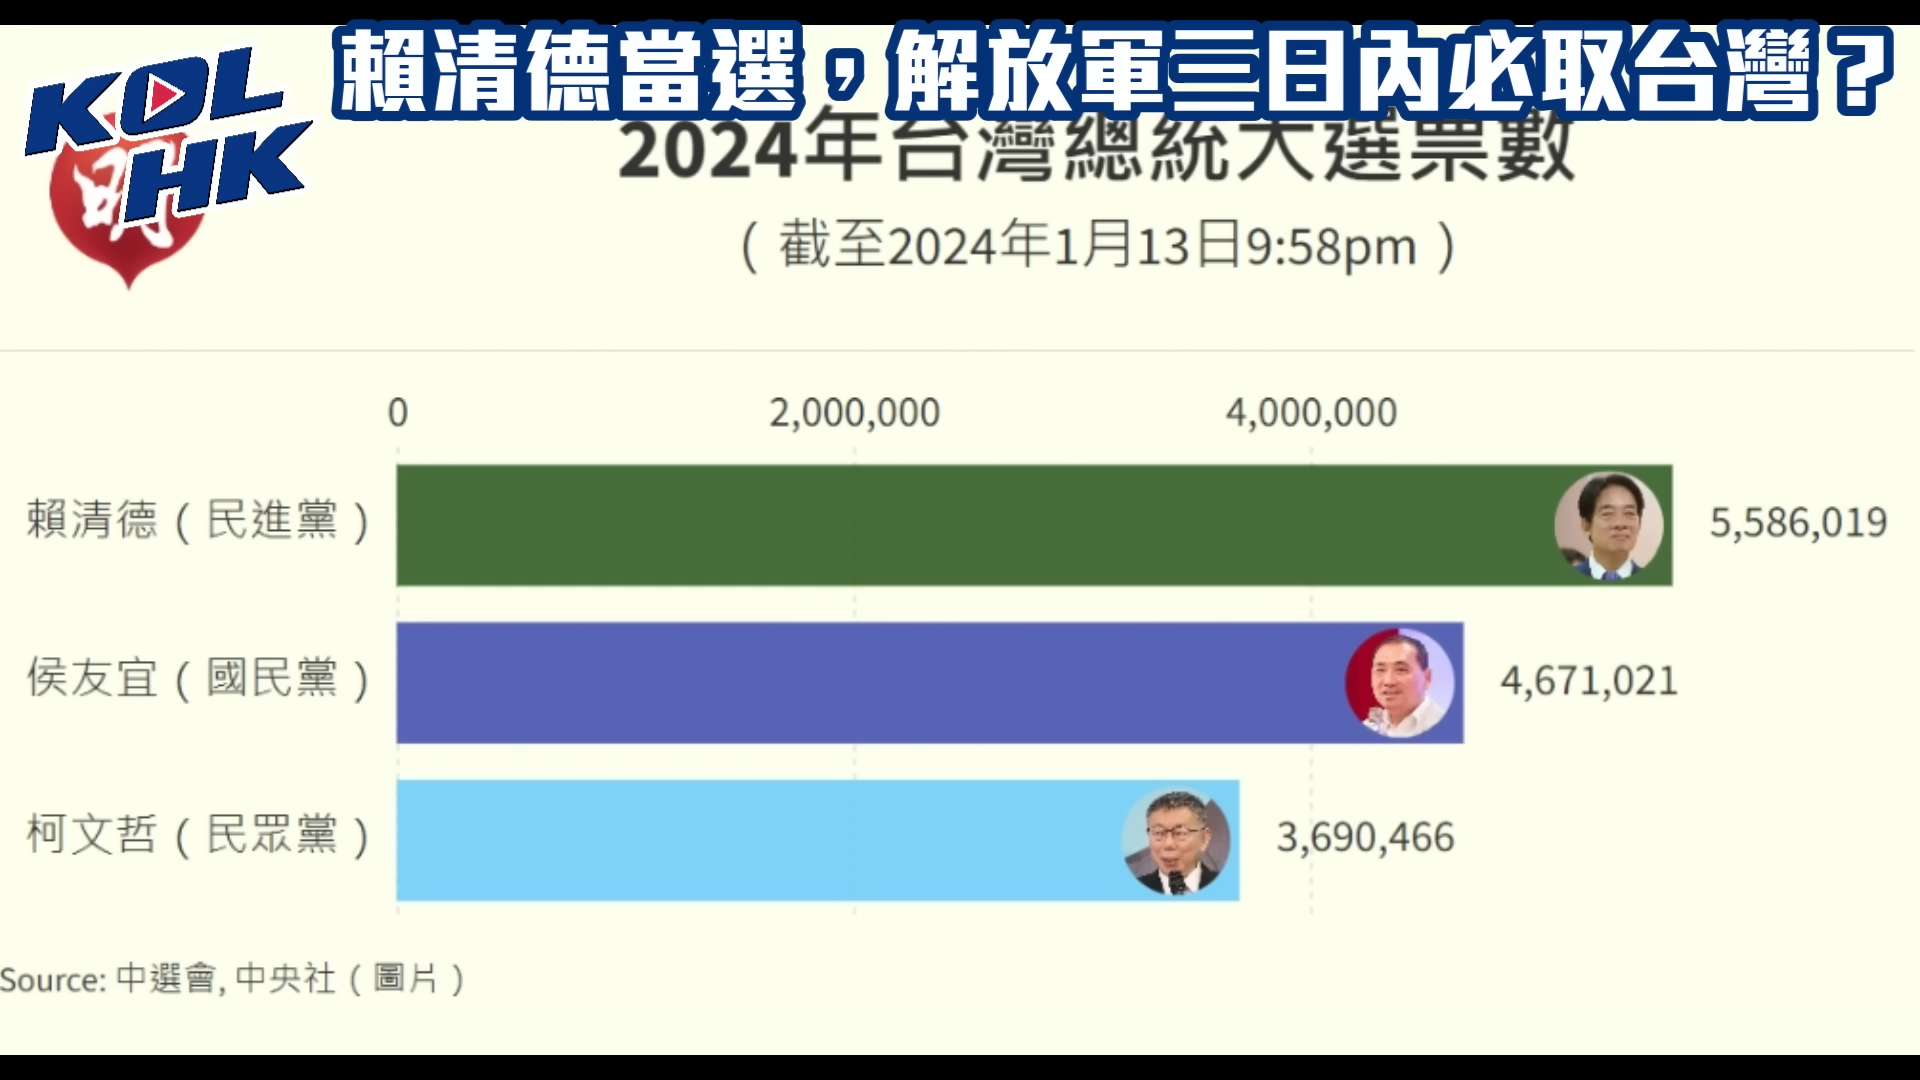 賴清德當選，解放軍三日內必取台灣？
KOL
HK
明
2024年台灣總統大選票數
（截至2024年1月13日9:58pm）
0 2,000,000 4,000,000
賴清德（民進黨） 5,586,019
侯友宜（國民黨） 4,671,021
柯文哲（民眾黨） 3,690,466
Source: 中選會, 中央社（圖片）